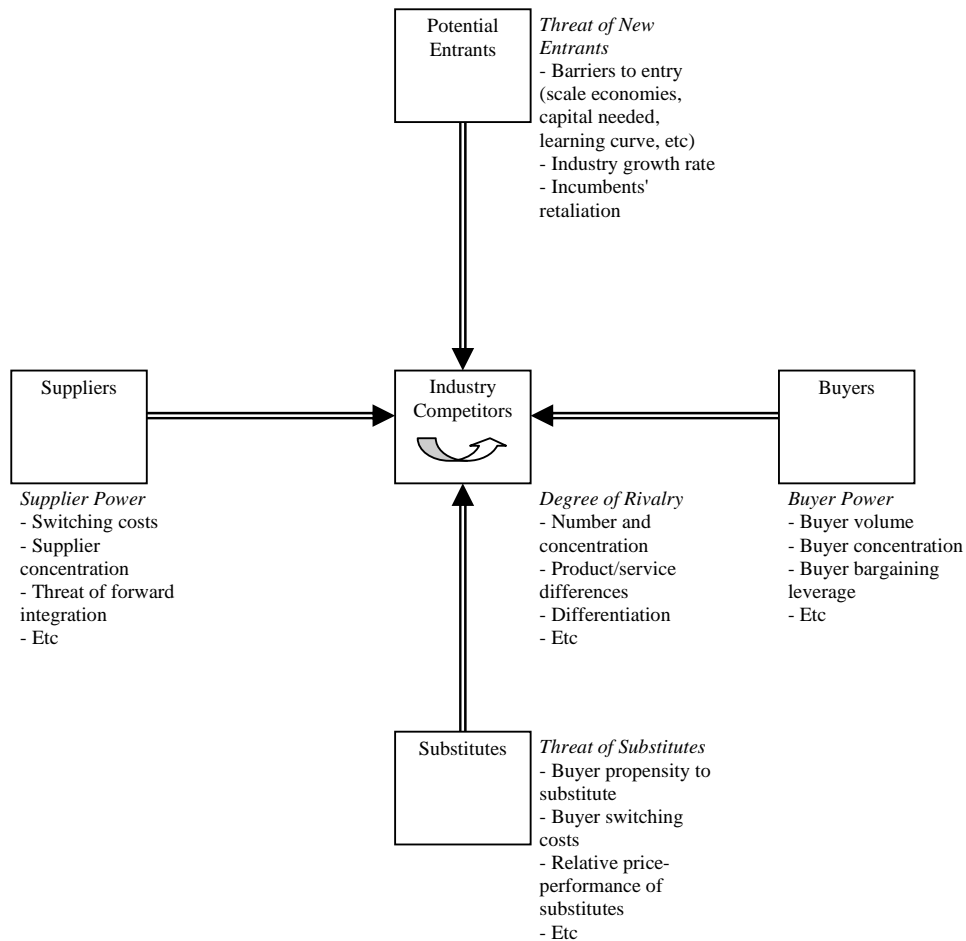 Potential
Entrants
Threat of New
Entrants
- Barriers to entry
(scale economies,
capital needed,
learning curve, etc)
- Industry growth rate
- Incumbents'
retaliation
Suppliers
Supplier Power
- Switching costs
- Supplier
concentration
- Threat of forward
integration
- Etc
Industry
Competitors
Degree of Rivalry
- Number and
concentration
- Product/service
differences
- Differentiation
- Etc
Buyers
Buyer Power
- Buyer volume
- Buyer concentration
- Buyer bargaining
leverage
- Etc
Substitutes
Threat of Substitutes
- Buyer propensity to
substitute
- Buyer switching
costs
- Relative price-
performance of
substitutes
- Etc